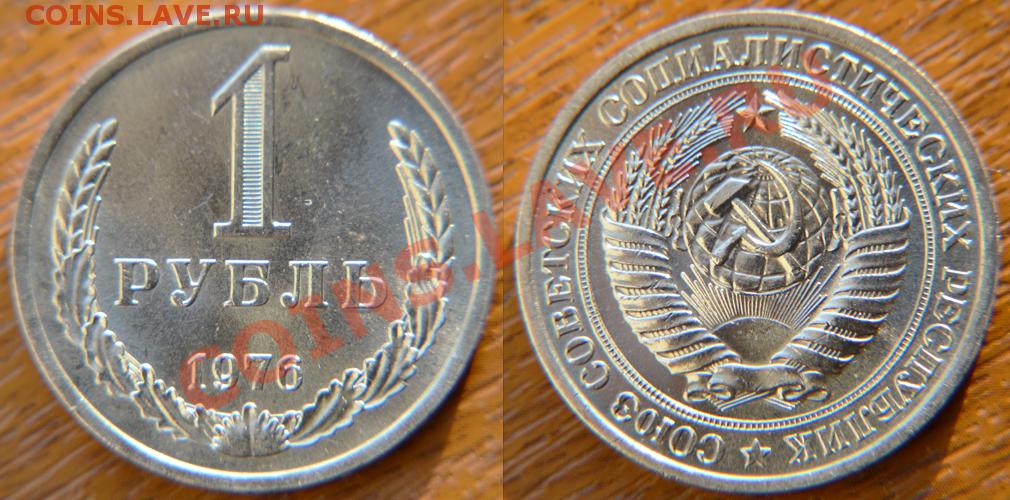 COINS.LAVE.RU
1
РУБЛЬ
1976
СОЮЗ СОВЕТСКИХ СОЦИАЛИСТИЧЕСКИХ РЕСПУБЛИК